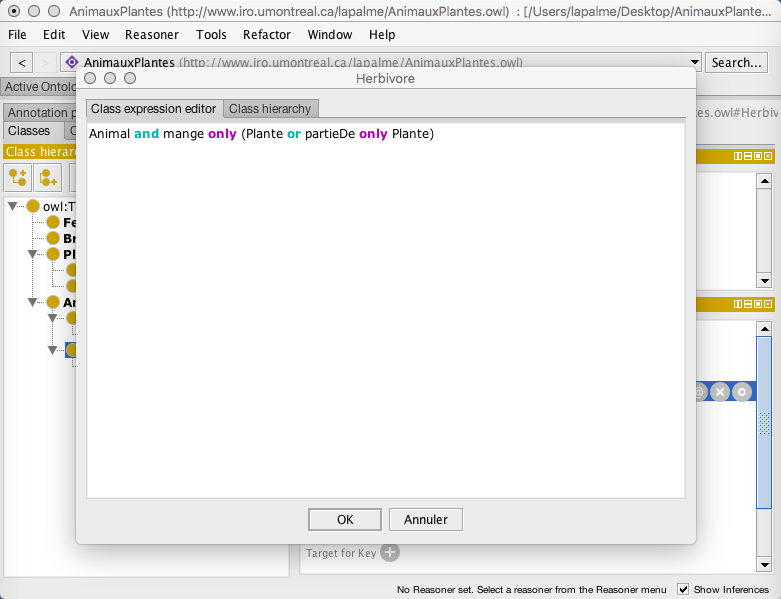 AnimauxPlantes (http://www.iro.umontreal.ca/lapalme/AnimauxPlantes.owl) : [/Users/lapalme/Desktop/AnimauxPlante...
File Edit View Reasoner Tools Refactor Window Help
< > AnimauxPlantes (http://www.iro.umontreal.ca/lapalme/AnimauxPlantes.owl) Search...
Herbivore
Active Ontolo
Class expression editor Class hierarchy
Annotation p
es.owl#Herbiv
Classes C
Animal and mange only (Plante or partieDe only Plante)
Class hierar
owl:T
Fe
Br
Pl
An
OK Annuler
Target for Key +
No Reasoner set. Select a reasoner from the Reasoner menu Show Inferences